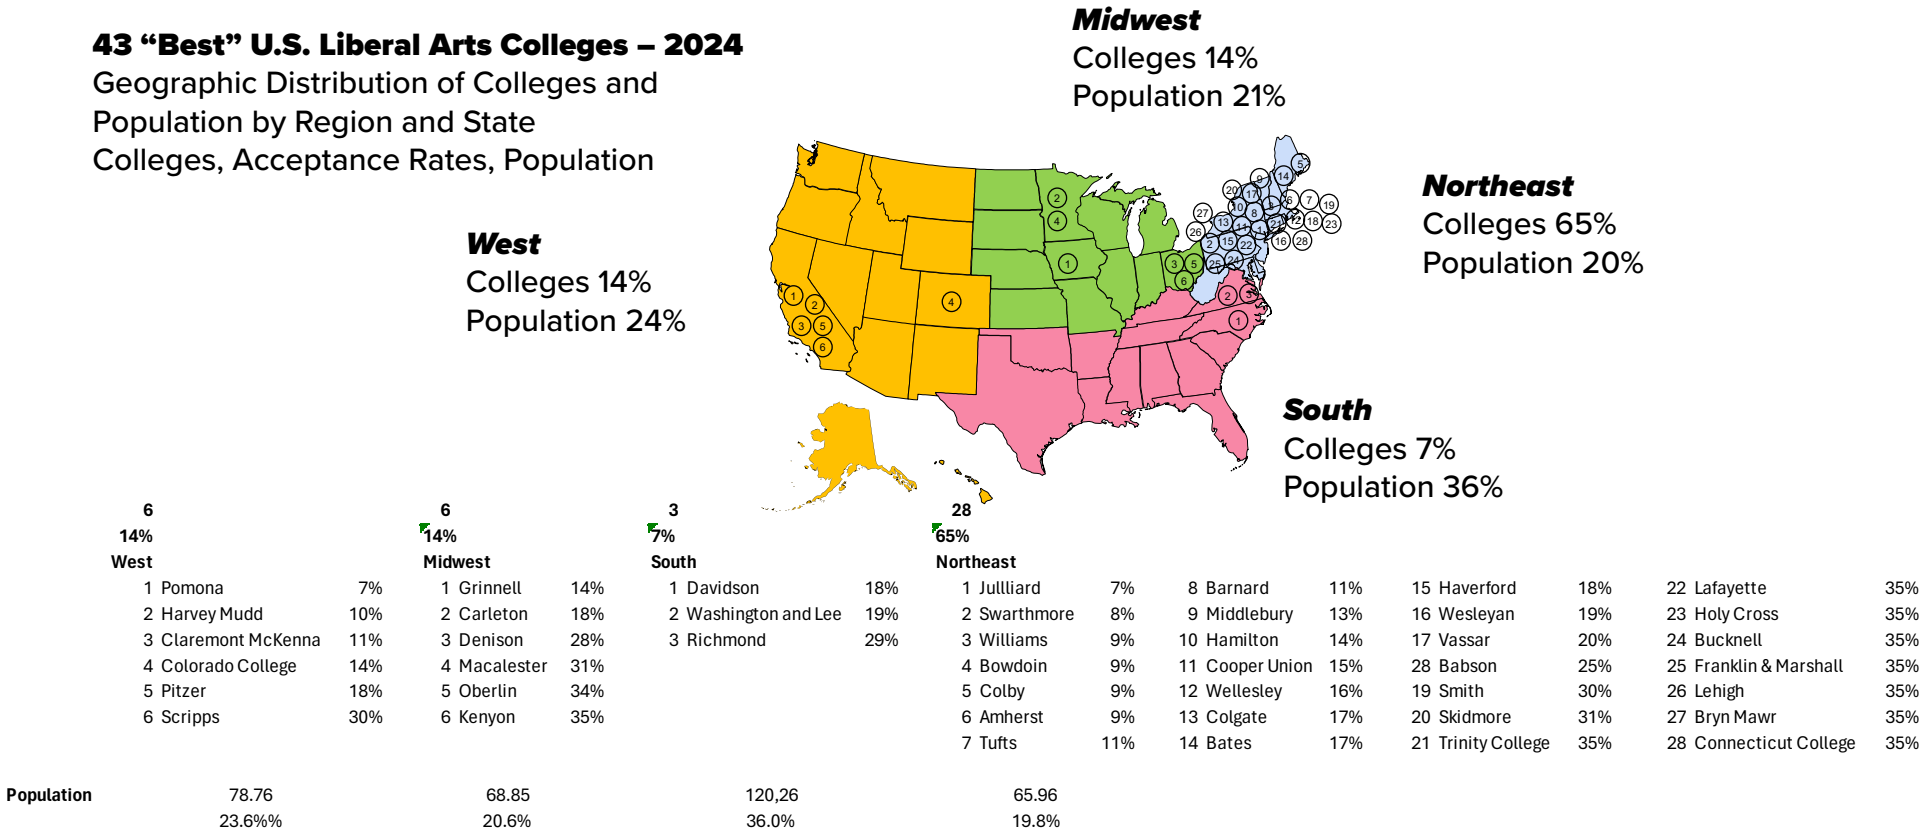 43 “Best” U.S. Liberal Arts Colleges – 2024
Geographic Distribution of Colleges and
Population by Region and State
Colleges, Acceptance Rates, Population
Midwest
Colleges 14%
Population 21%
Northeast
Colleges 65%
Population 20%
West
Colleges 14%
Population 24%
South
Colleges 7%
Population 36%
6 6 3 28
14% 14% 7% 65%
West Midwest South Northeast
1 Pomona 7% 1 Grinnell 14% 1 Davidson 18% 1 Jullliard 7% 8 Barnard 11% 15 Haverford 18% 22 Lafayette 35%
2 Harvey Mudd 10% 2 Carleton 18% 2 Washington and Lee 19% 2 Swarthmore 8% 9 Middlebury 13% 16 Wesleyan 19% 23 Holy Cross 35%
3 Claremont McKenna 11% 3 Denison 28% 3 Richmond 29% 3 Williams 9% 10 Hamilton 14% 17 Vassar 20% 24 Bucknell 35%
4 Colorado College 14% 4 Macalester 31% 4 Bowdoin 9% 11 Cooper Union 15% 28 Babson 25% 25 Franklin & Marshall 35%
5 Pitzer 18% 5 Oberlin 34% 5 Colby 9% 12 Wellesley 16% 19 Smith 30% 26 Lehigh 35%
6 Scripps 30% 6 Kenyon 35% 6 Amherst 9% 13 Colgate 17% 20 Skidmore 31% 27 Bryn Mawr 35%
7 Tufts 11% 14 Bates 17% 21 Trinity College 35% 28 Connecticut College 35%
Population 78.76 68.85 120,26 65.96
23.6%% 20.6% 36.0% 19.8%